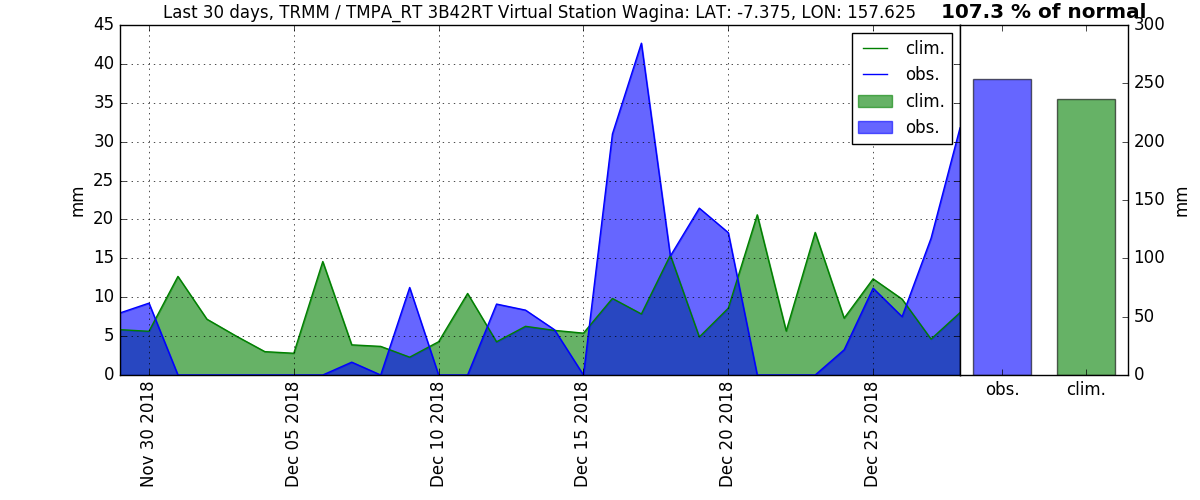 Last 30 days, TRMM / TMPA_RT 3B42RT Virtual Station Wagina: LAT: -7.375, LON: 157.625
107.3 % of normal
45
40
35
30
25
20
15
10
5
0
mm
clim.
obs.
clim.
obs.
300
250
200
150
100
50
0
mm
Nov 30 2018
Dec 05 2018
Dec 10 2018
Dec 15 2018
Dec 20 2018
Dec 25 2018
obs.
clim.